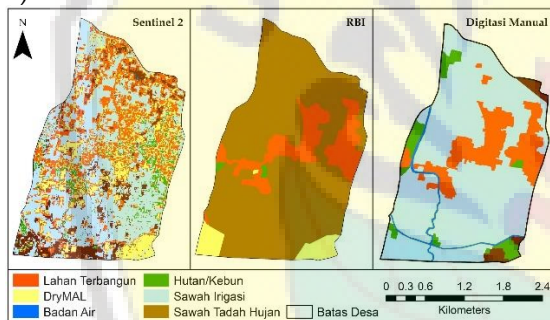 N
Sentinel 2
RBI
Digitasi Manual
Lahan Terbangun
Hutan/Kebun
DryMAL
Sawah Irigasi
Badan Air
Sawah Tadah Hujan
Batas Desa
0 0.3 0.6 1.2 1.8 2.4
Kilometers